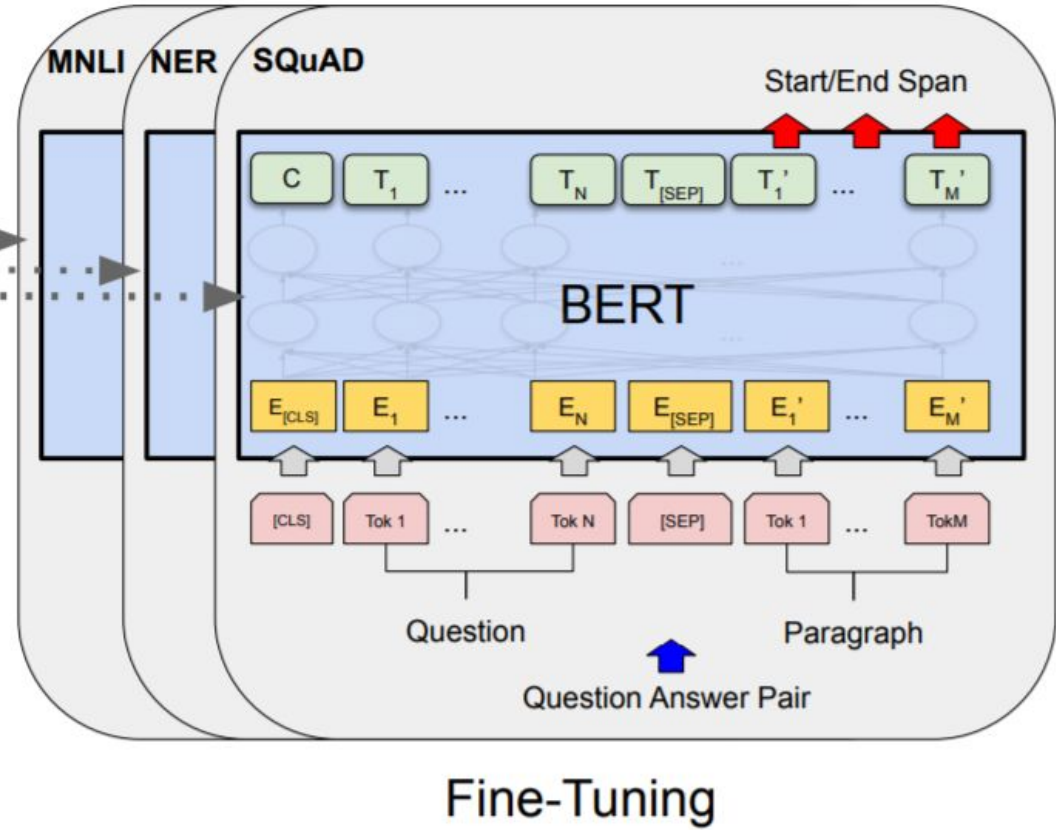 MNLI NER SQuAD
Start/End Span
C T1 ... TN T[SEP] T1’ ... TM’
...
BERT
...
E[CLS] E1 ... EN E[SEP] E1’ ... EM’
[CLS] Tok 1 ... Tok N [SEP] Tok 1 ... TokM
Question Paragraph
Question Answer Pair
Fine-Tuning